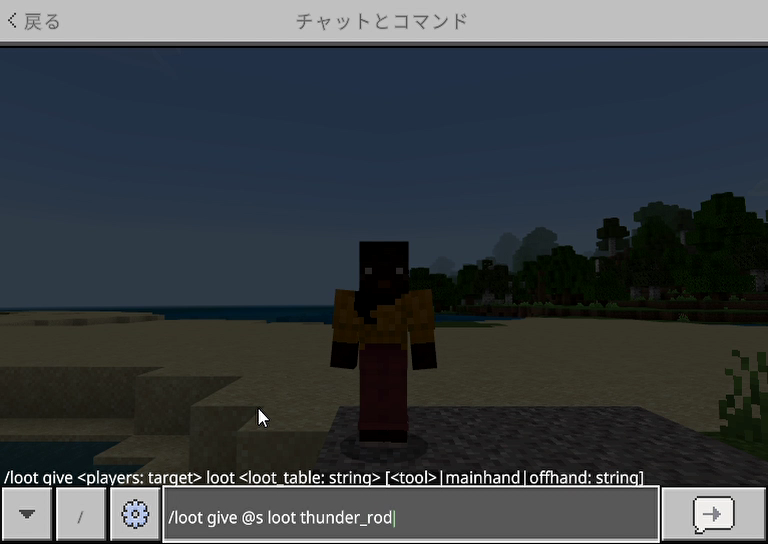 戻る
チャットとコマンド
/loot give <players: target> loot <loot_table: string> [<tool>|mainhand|offhand: string]
/
/loot give @s loot thunder_rod